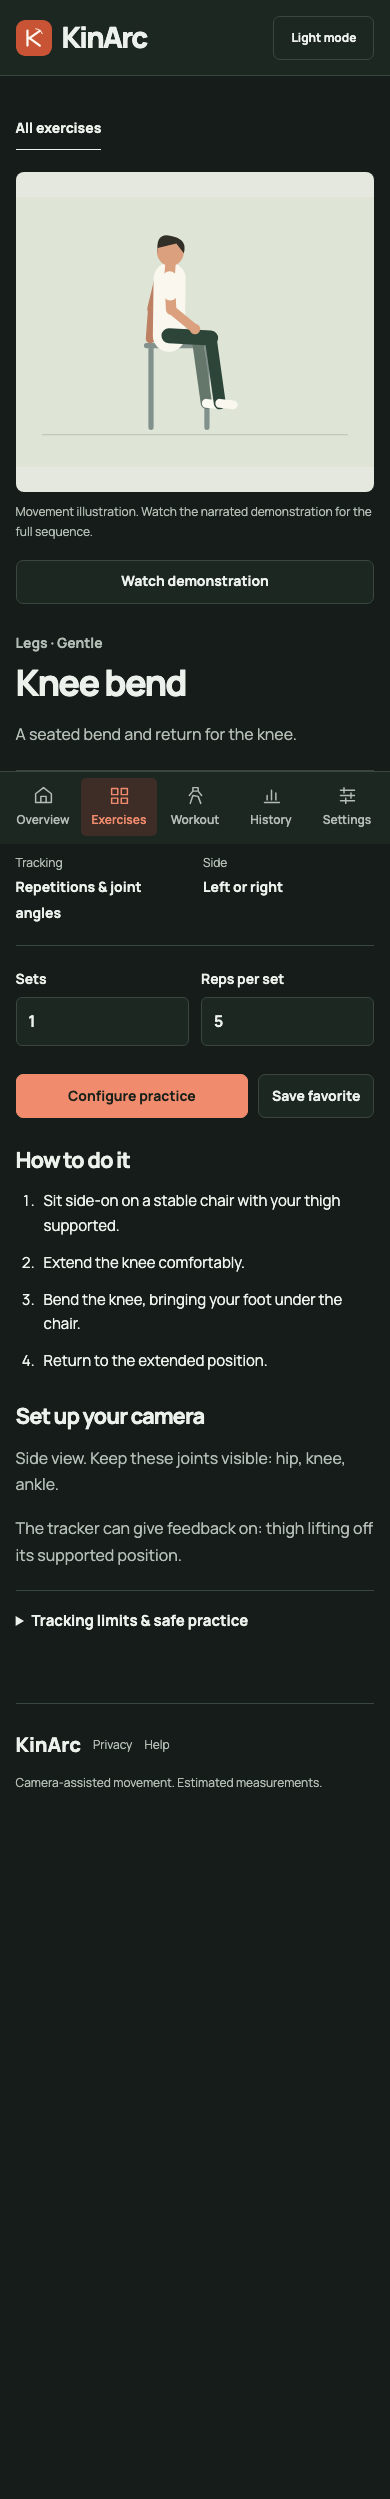 KinArc
Light mode
All exercises
Movement illustration. Watch the narrated demonstration for the
full sequence.
Watch demonstration
Legs · Gentle
Knee bend
A seated bend and return for the knee.
Overview
Exercises
Workout
History
Settings
Tracking
Repetitions & joint
angles
Side
Left or right
Sets
1
Reps per set
5
Configure practice
Save favorite
How to do it
1. Sit side-on on a stable chair with your thigh
supported.
2. Extend the knee comfortably.
3. Bend the knee, bringing your foot under the
chair.
4. Return to the extended position.
Set up your camera
Side view. Keep these joints visible: hip, knee,
ankle.
The tracker can give feedback on: thigh lifting off
its supported position.
Tracking limits & safe practice
KinArc
Privacy
Help
Camera-assisted movement. Estimated measurements.